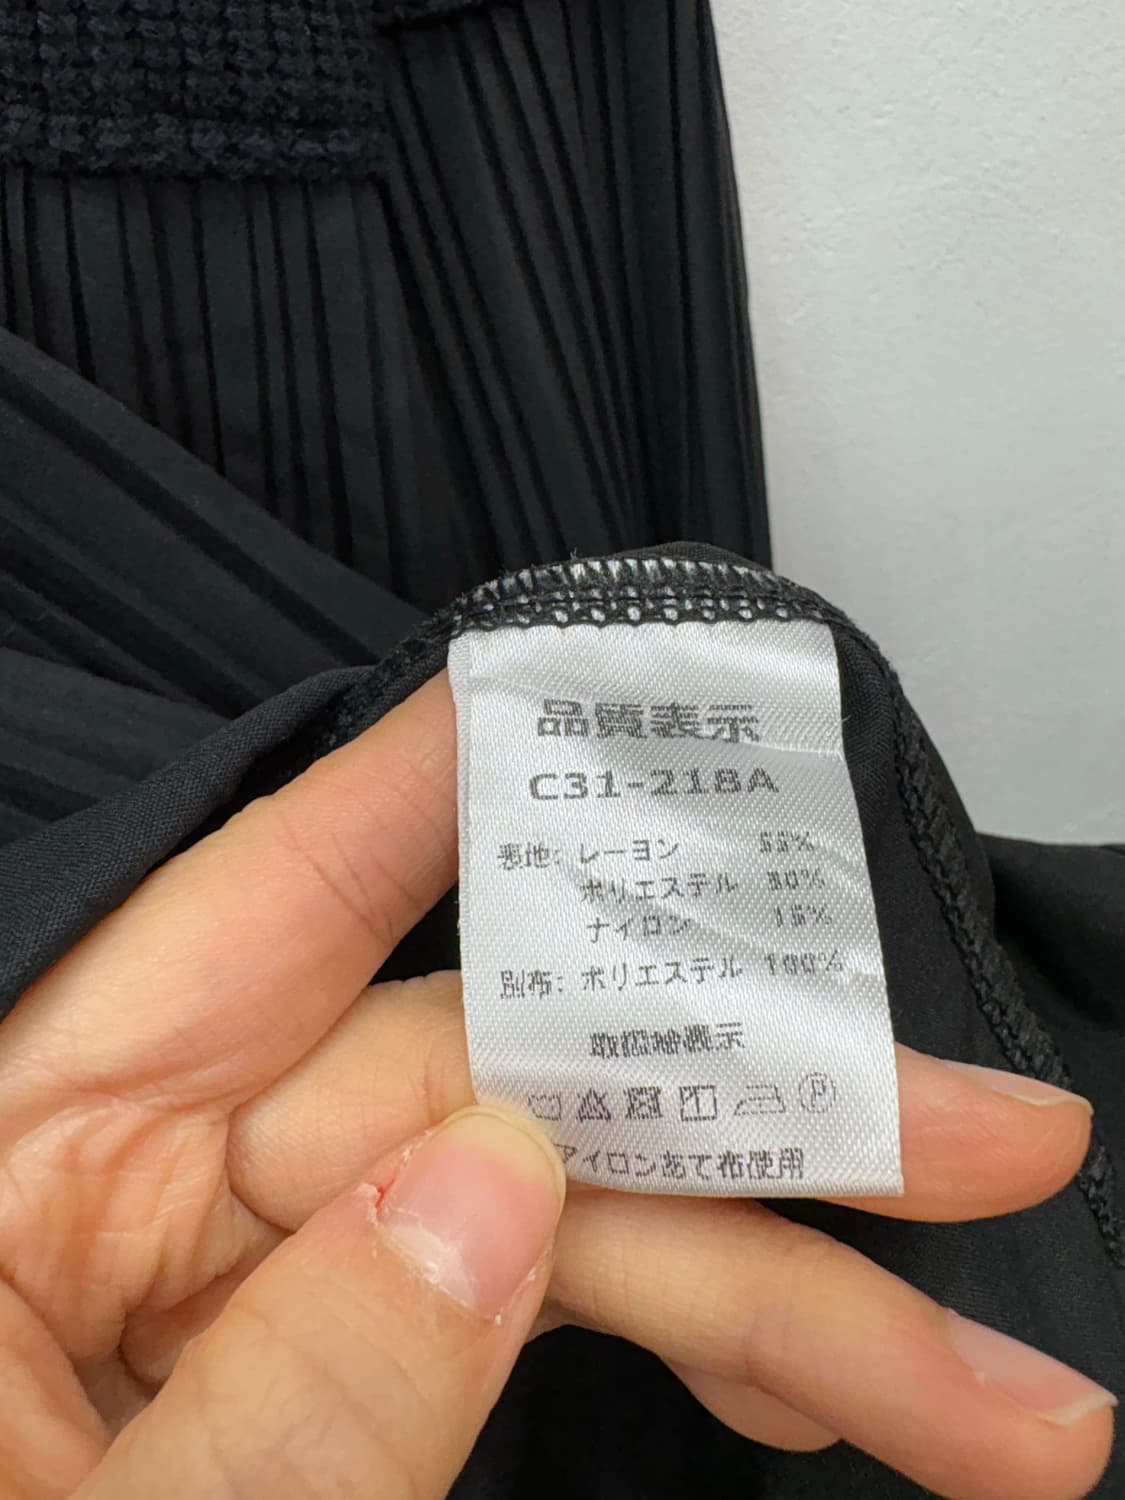 品質表示
C31-218A
表地: レーヨン 55%
ポリエステル 30%
ナイロン 15%
別布: ポリエステル 100%
取扱い表示
P
アイロンあて布使用